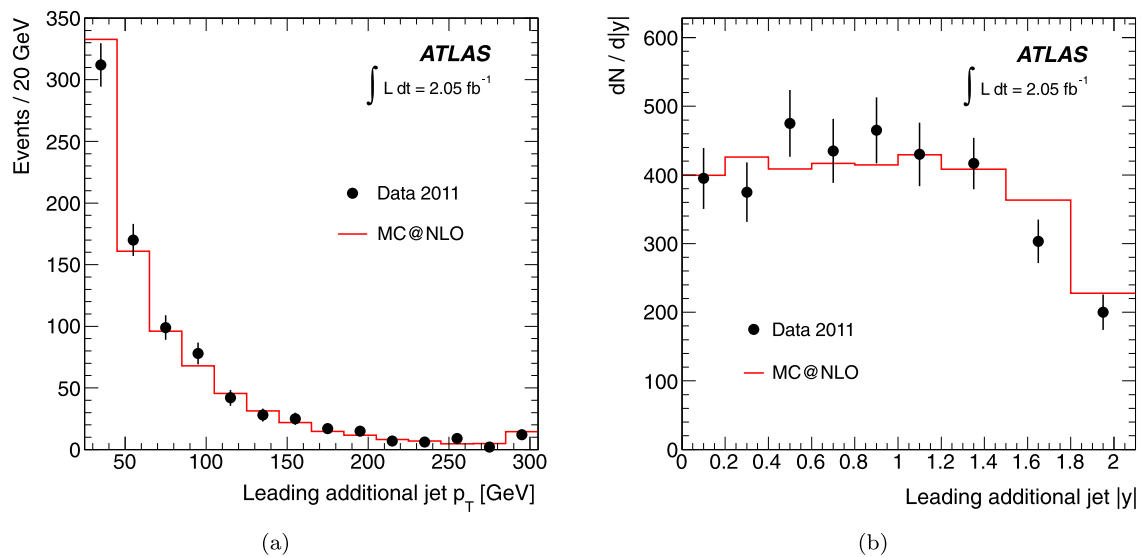 Events / 20 GeV
350
300
250
200
150
100
50
0
ATLAS
∫ L dt = 2.05 fb⁻¹
Data 2011
MC@NLO
50 100 150 200 250 300
Leading additional jet p_T [GeV]
(a)
dN / d|y|
600
500
400
300
200
100
0
ATLAS
∫ L dt = 2.05 fb⁻¹
Data 2011
MC@NLO
0 0.2 0.4 0.6 0.8 1 1.2 1.4 1.6 1.8 2
Leading additional jet |y|
(b)